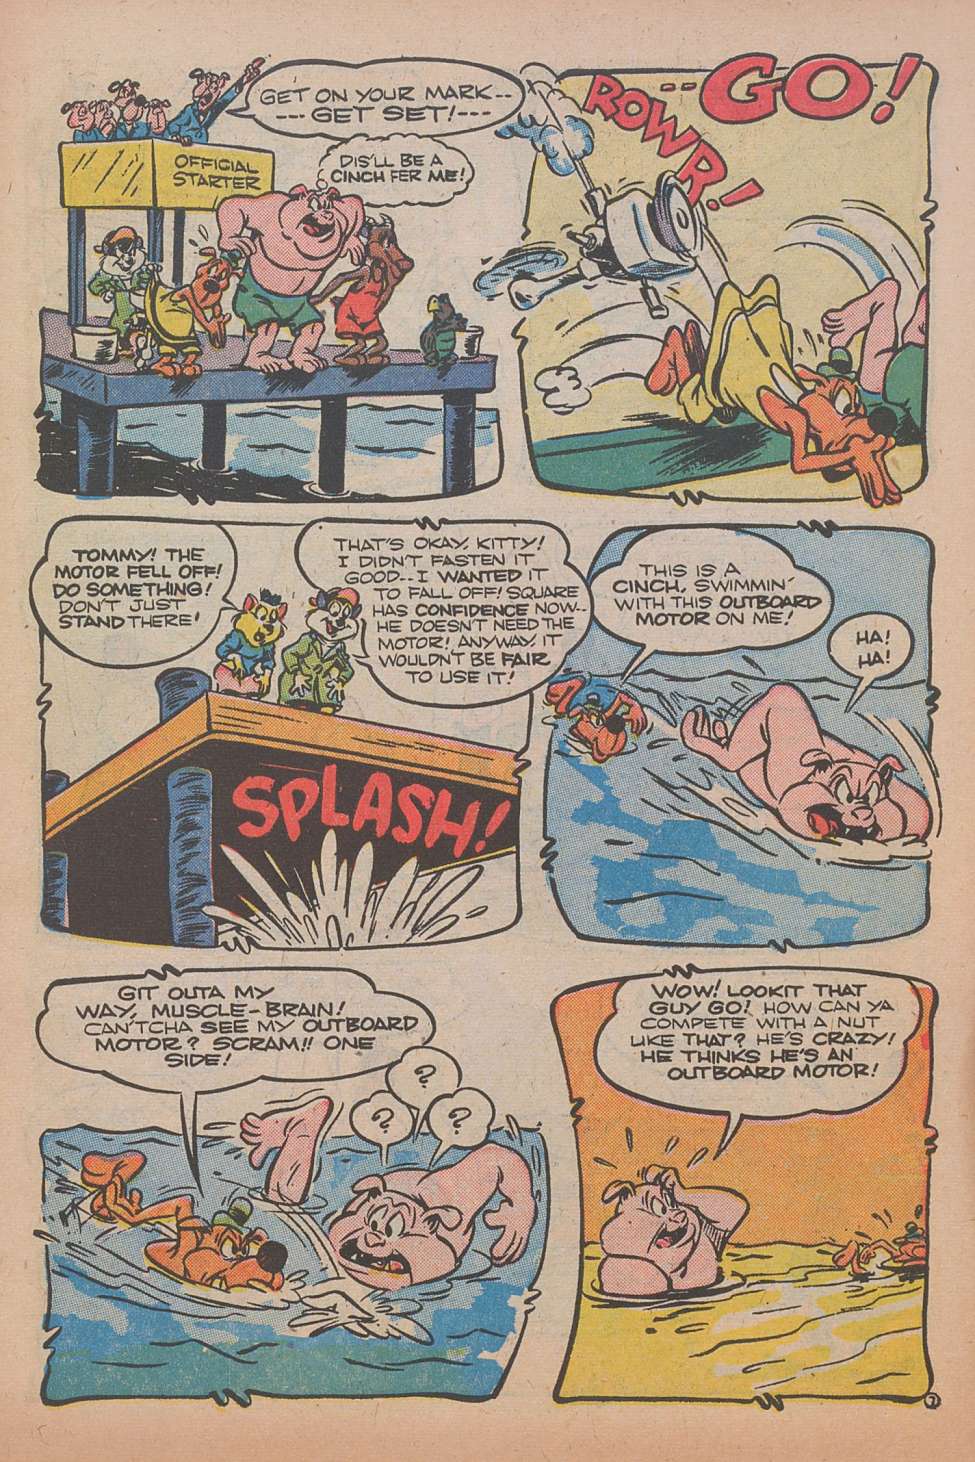 GET ON YOUR MARK--
--- GET SET!---
DIS'LL BE A
CINCH FER ME!
OFFICIAL
STARTER
--GO!
ROWR!
TOMMY! THE
MOTOR FELL OFF!
DO SOMETHING!
DON'T JUST
STAND THERE!
THAT'S OKAY, KITTY!
I DIDN'T FASTEN IT
GOOD--I WANTED IT
TO FALL OFF! SQUARE
HAS CONFIDENCE NOW--
HE DOESN'T NEED THE
MOTOR! ANYWAY, IT
WOULDN'T BE FAIR
TO USE IT!
SPLASH!
THIS IS A
CINCH, SWIMMIN'
WITH THIS OUTBOARD
MOTOR ON ME!
HA!
HA!
GIT OUTA MY
WAY, MUSCLE-BRAIN!
CAN'TCHA SEE MY OUTBOARD
MOTOR? SCRAM!! ONE
SIDE!
?
?
?
WOW! LOOKIT THAT
GUY GO! HOW CAN YA
COMPETE WITH A NUT
LIKE THAT? HE'S CRAZY!
HE THINKS HE'S AN
OUTBOARD MOTOR!
7